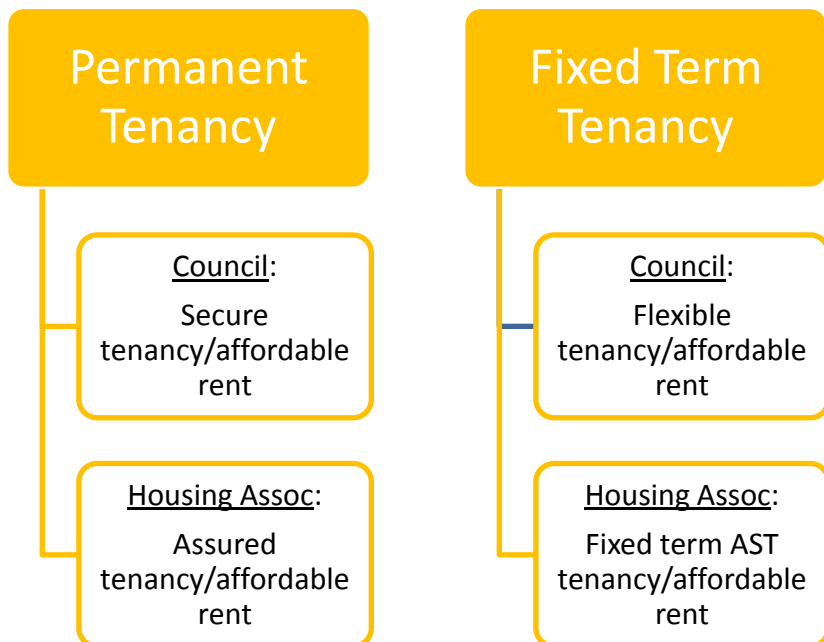 Permanent
Tenancy
Council:
Secure
tenancy/affordable
rent
Housing Assoc:
Assured
tenancy/affordable
rent
Fixed Term
Tenancy
Council:
Flexible
tenancy/affordable
rent
Housing Assoc:
Fixed term AST
tenancy/affordable
rent